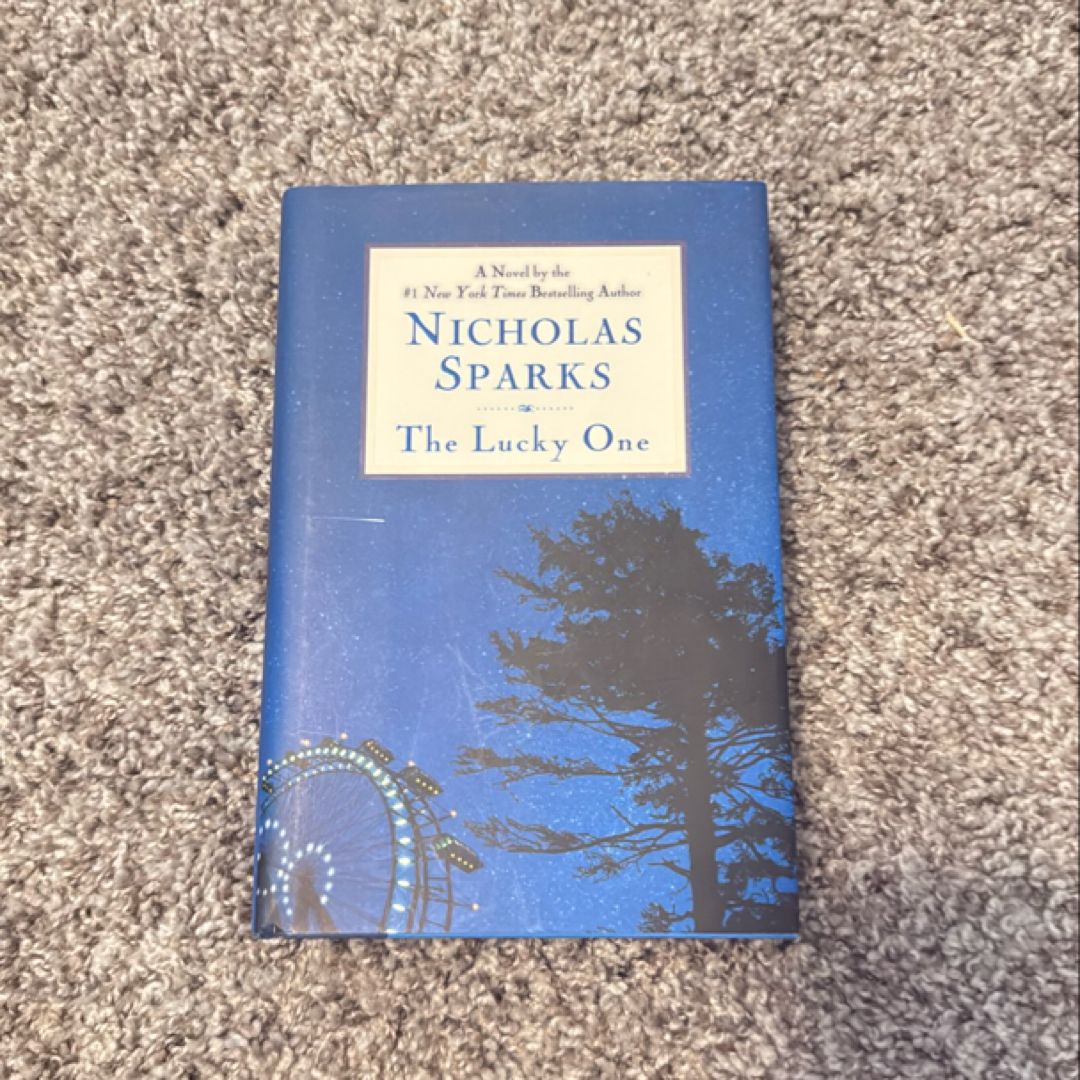 A Novel by the
#1 New York Times Bestselling Author
NICHOLAS
SPARKS
The Lucky One